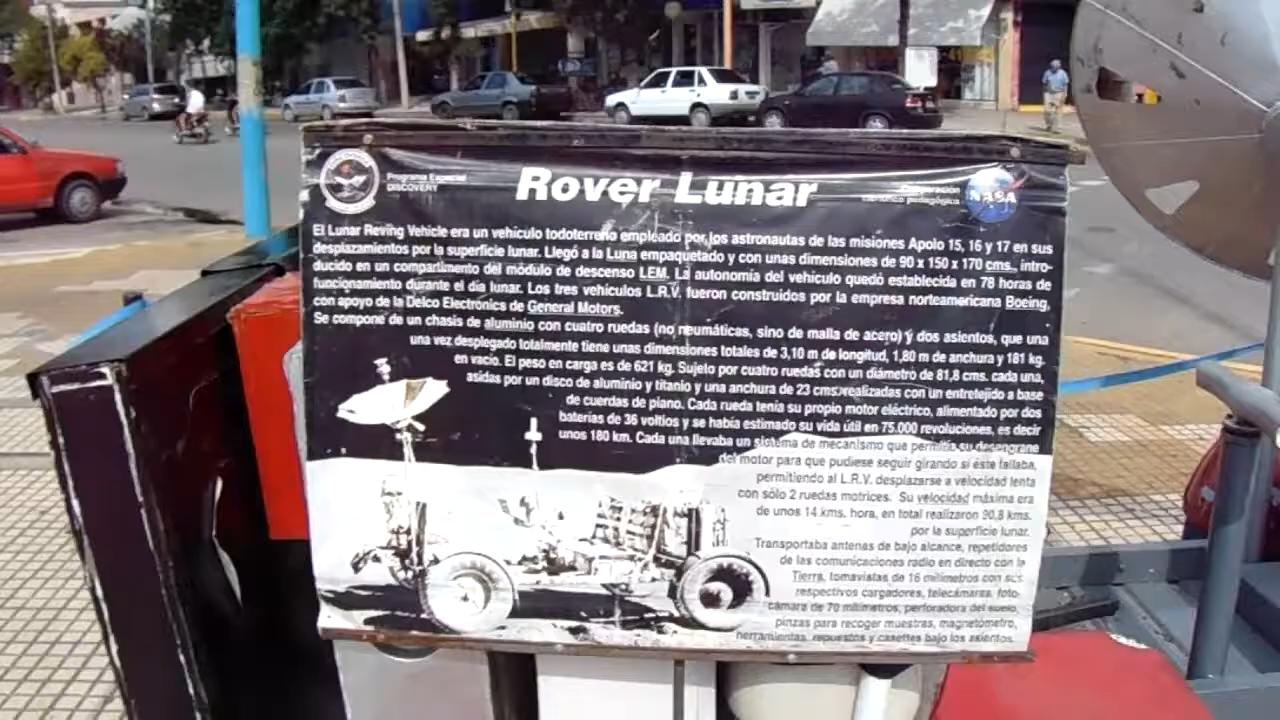 Programa Espacial
DISCOVERY
Rover Lunar
Cooperación
científico pedagógica
NASA
El Lunar Reving Vehicle era un vehículo todoterreno empleado por los astronautas de las misiones Apolo 15, 16 y 17 en sus
desplazamientos por la superficie lunar. Llegó a la Luna empaquetado y con unas dimensiones de 90 x 150 x 170 cms., intro-
ducido en un compartimento del módulo de descenso LEM. La autonomía del vehículo quedó establecida en 78 horas de
funcionamiento durante el día lunar. Los tres vehículos L.R.V. fueron construidos por la empresa norteamericana Boeing,
con apoyo de la Delco Electronics de General Motors.
Se compone de un chasis de aluminio con cuatro ruedas (no neumáticas, sino de malla de acero) y dos asientos, que una
una vez desplegado totalmente tiene unas dimensiones totales de 3,10 m de longitud, 1,80 m de anchura y 181 kg.
en vacío. El peso en carga es de 621 kg. Sujeto por cuatro ruedas con un diámetro de 81,8 cms. cada una,
asidas por un disco de aluminio y titanio y una anchura de 23 cms. realizadas con un entretejido a base
de cuerdas de piano. Cada rueda tenía su propio motor eléctrico, alimentado por dos
baterías de 36 voltios y se había estimado su vida útil en 75.000 revoluciones, es decir
unos 180 km. Cada una llevaba un sistema de mecanismo que permitía su desengrane
del motor para que pudiese seguir girando si éste fallaba,
permitiendo al L.R.V. desplazarse a velocidad lenta
con sólo 2 ruedas motrices. Su velocidad máxima era
de unos 14 kms. hora, en total realizaron 90,8 kms.
por la superficie lunar.
Transportaba antenas de bajo alcance, repetidores
de las comunicaciones radio en directo con la
Tierra, tomavistas de 16 milímetros con sus
respectivos cargadores, telecámaras, foto-
cámara de 70 milímetros, perforadora del suelo,
pinzas para recoger muestras, magnetómetro,
herramientas, repuestos y casettes bajo los asientos.